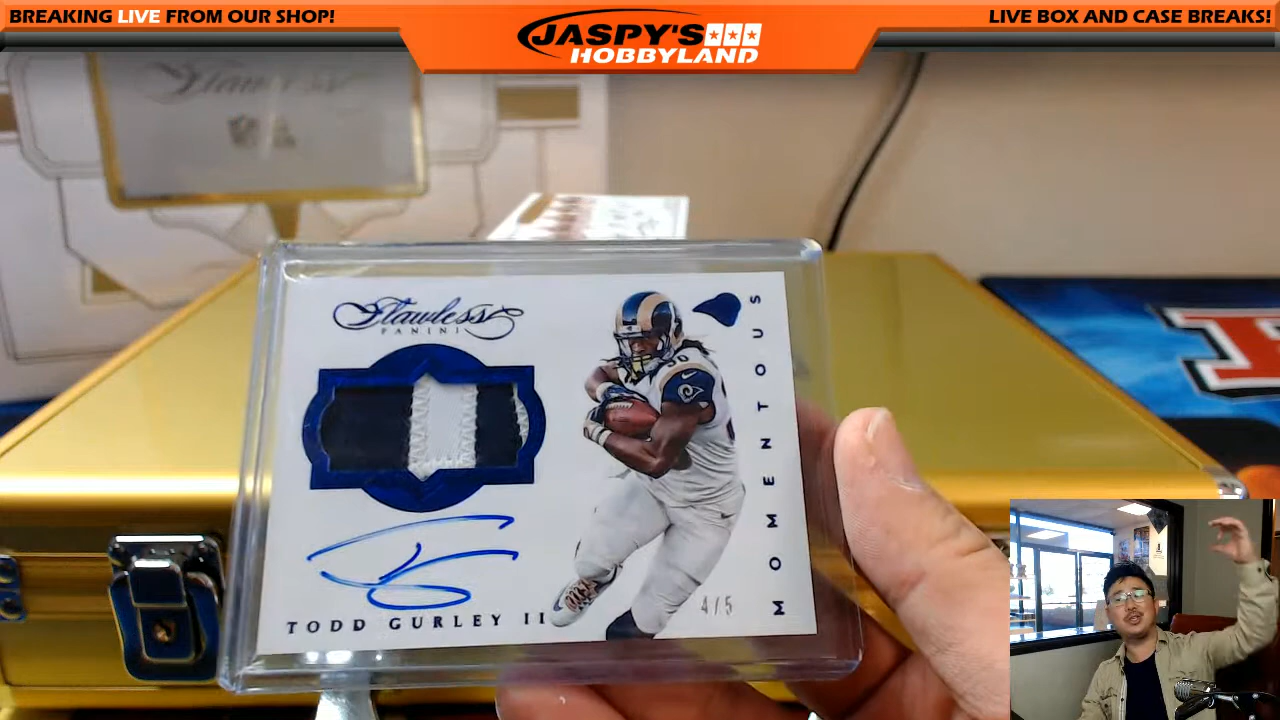 BREAKING LIVE FROM OUR SHOP!
JASPY'S
HOBBYLAND
LIVE BOX AND CASE BREAKS!
Flawless
PANINI
MOMENTOUS
TODD GURLEY II
4/5